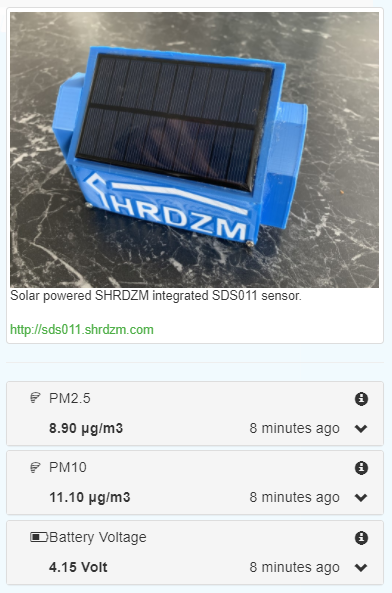 SHRDZM
Solar powered SHRDZM integrated SDS011 sensor.
http://sds011.shrdzm.com
PM2.5
8.90 µg/m3 8 minutes ago
PM10
11.10 µg/m3 8 minutes ago
Battery Voltage
4.15 Volt 8 minutes ago